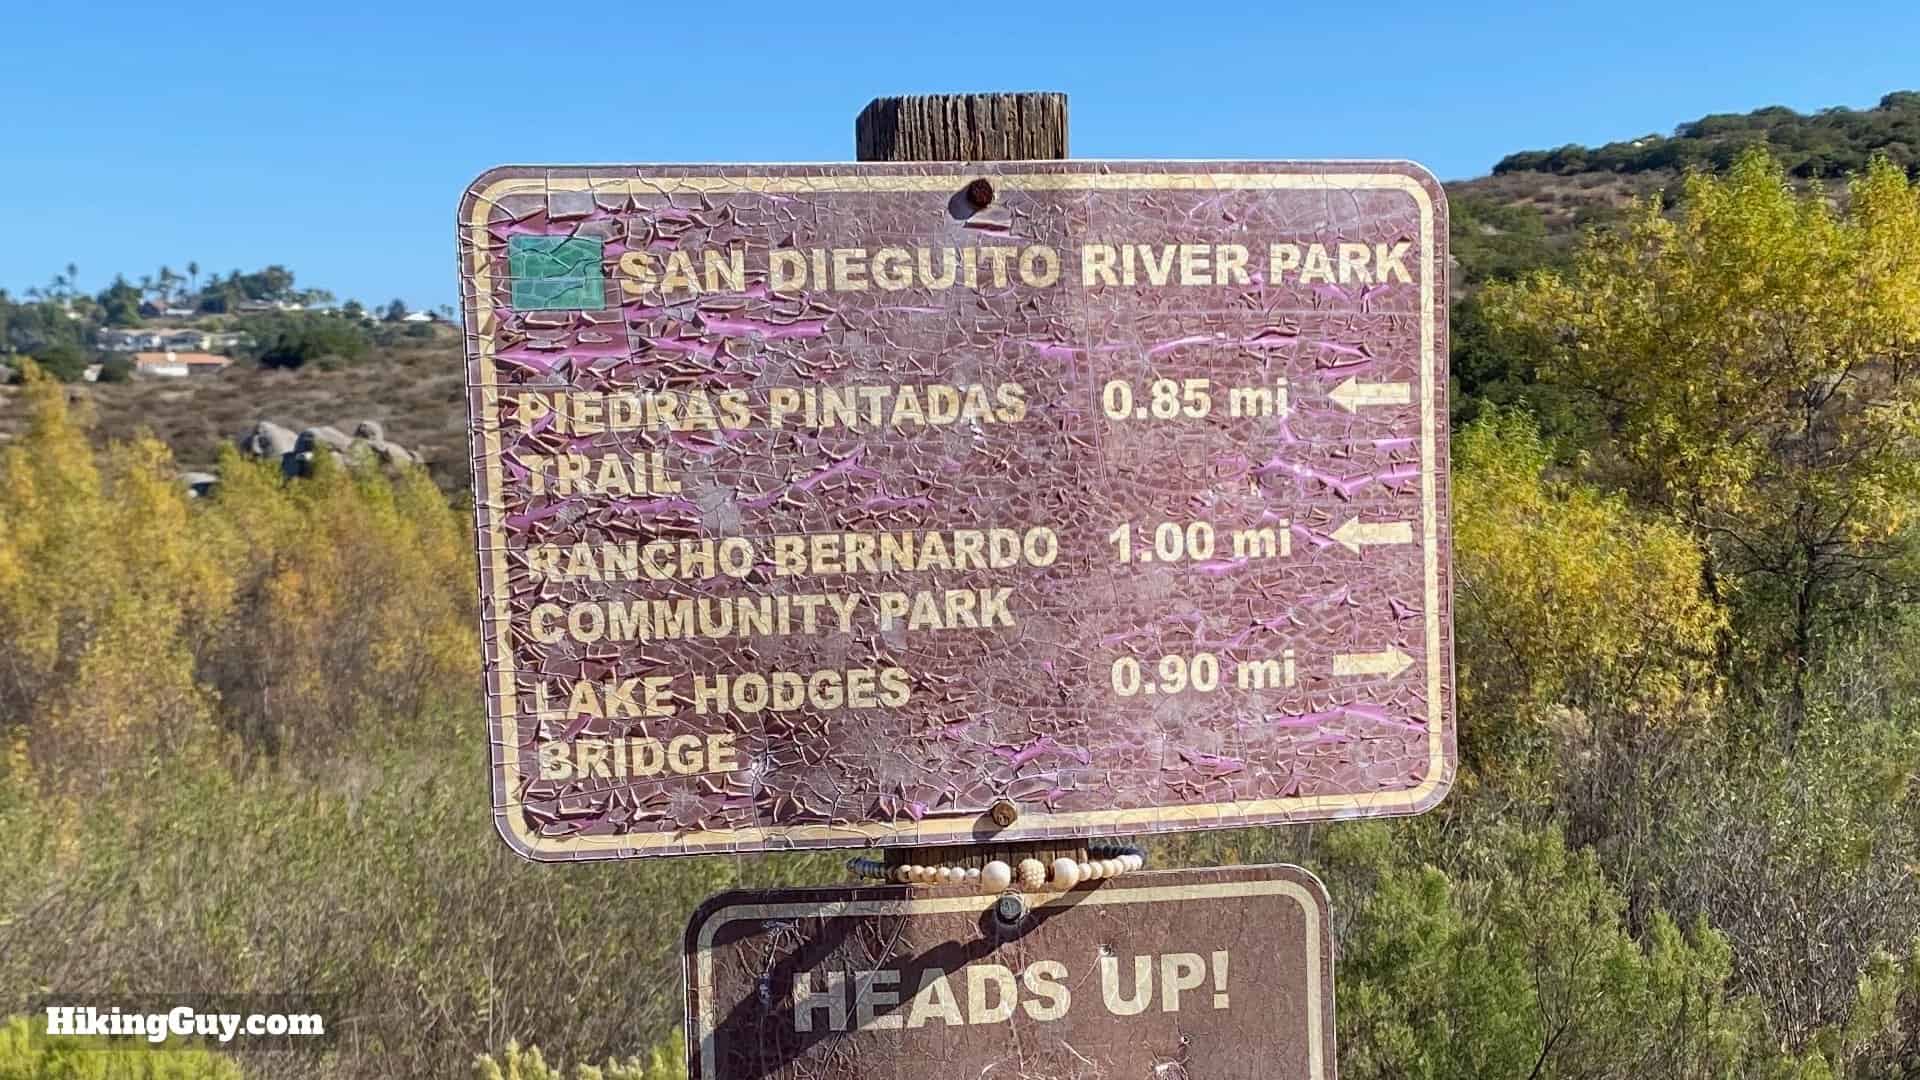 SAN DIEGUITO RIVER PARK
PIEDRAS PINTADAS 0.85 mi ←
TRAIL
RANCHO BERNARDO 1.00 mi ←
COMMUNITY PARK
LAKE HODGES 0.90 mi →
BRIDGE
HEADS UP!
HikingGuy.com